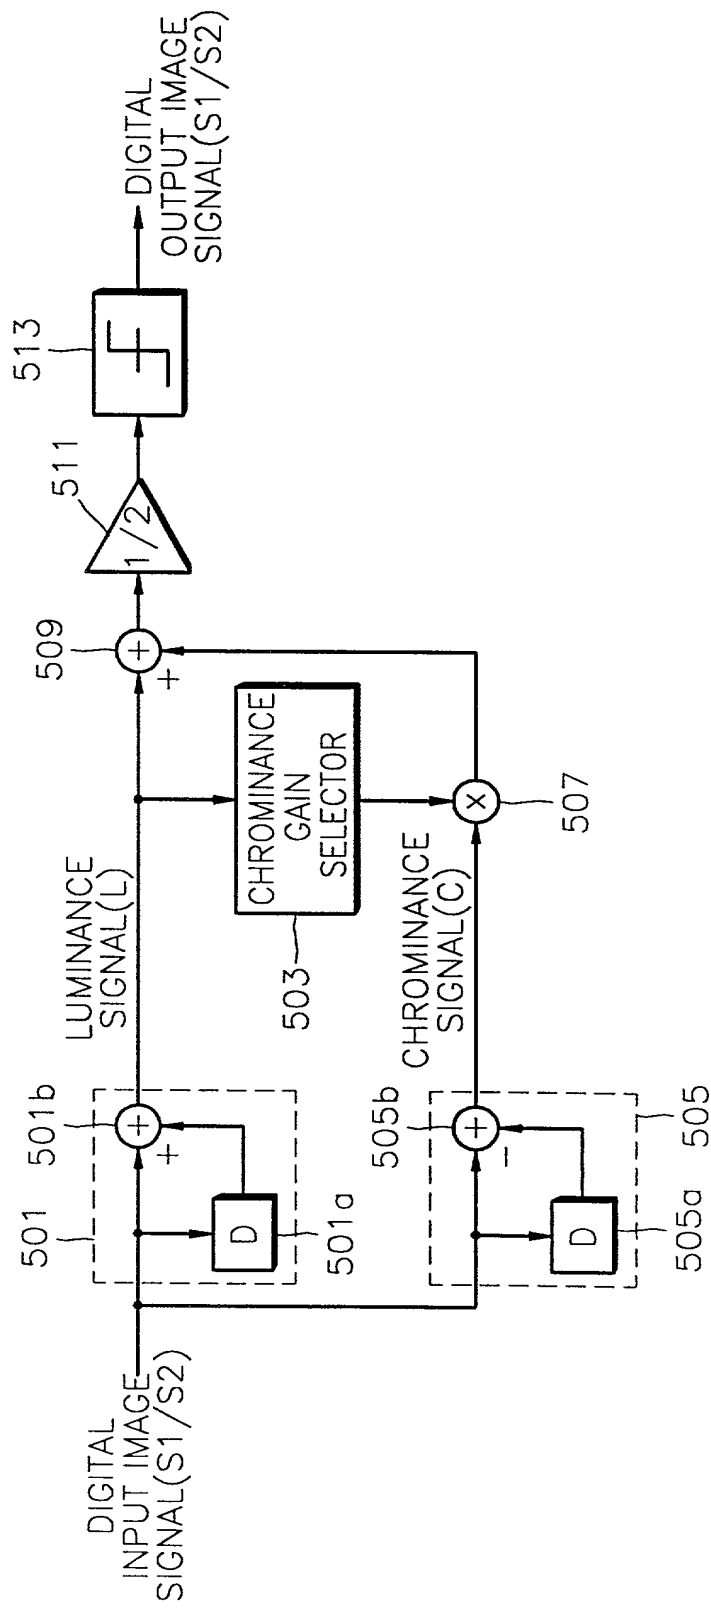 DIGITAL
INPUT IMAGE
SIGNAL(S1/S2)
501
501b
+
+
D
501a
LUMINANCE
SIGNAL(L)
CHROMINANCE
GAIN
SELECTOR
503
505b
+
−
D
505a
505
CHROMINANCE
SIGNAL(C)
X
507
509
+
+
511
1/2
513
DIGITAL
OUTPUT IMAGE
SIGNAL(S1/S2)